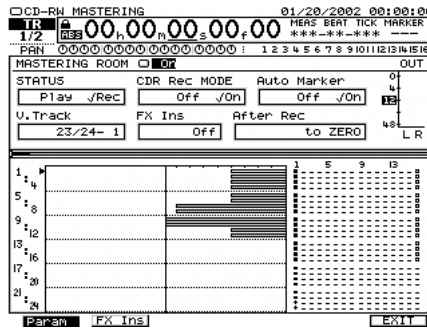 CD-RW MASTERING 01/20/2002 00:00:00
TR 1/2 ABS 00h00m00s00f00 MEAS BEAT TICK MARKER
***-**-*** ---
PAN 1 2 3 4 5 6 7 8 9 10 11 12 13 14 15 16
MASTERING ROOM On OUT
STATUS CDR Rec MODE Auto Marker 0
Play √Rec Off √On Off √On 4
12
V.Track FX Ins After Rec
23/24- 1 Off to ZERO 48
L R
1 5 9 13
1:4
5:8
9:12
13:16
17:20
21:24
Param FX Ins EXIT